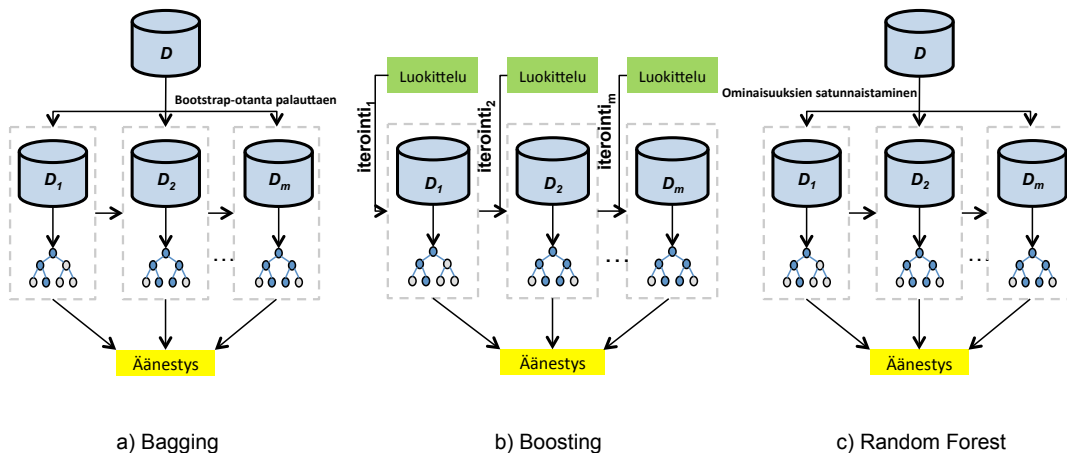 D
Bootstrap-otanta palauttaen
D1
D2
Dm
...
Äänestys
a) Bagging
Luokittelu
Luokittelu
Luokittelu
iterointi1
iterointi2
iterointim
D1
D2
Dm
...
Äänestys
b) Boosting
D
Ominaisuuksien satunnaistaminen
D1
D2
Dm
...
Äänestys
c) Random Forest